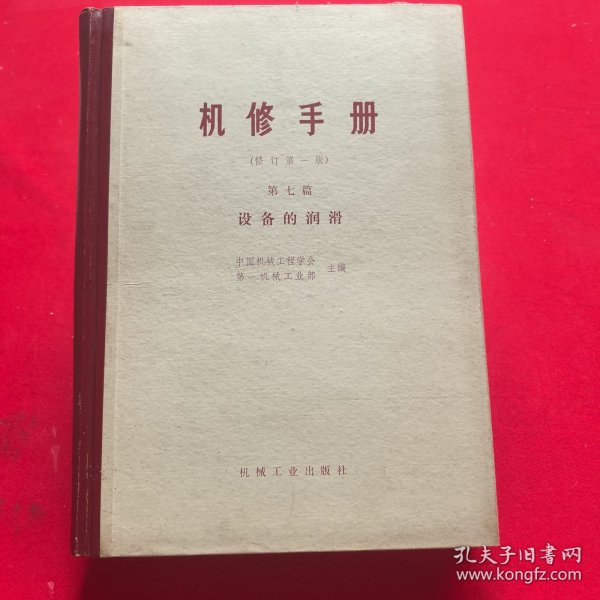 机修手册
(修订第一版)
第七篇
设备的润滑
中国机械工程学会
第一机械工业部
主编
机械工业出版社
孔夫子旧书网
www.kongfz.com